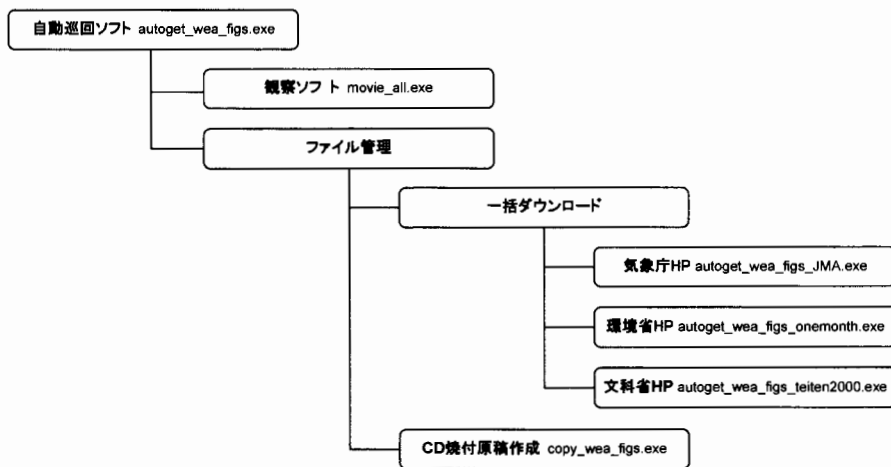 自動巡回ソフト autoget_wea_figs.exe
観察ソフト movie_all.exe
ファイル管理
一括ダウンロード
気象庁HP autoget_wea_figs_JMA.exe
環境省HP autoget_wea_figs_onemonth.exe
文科省HP autoget_wea_figs_teiten2000.exe
CD焼付原稿作成 copy_wea_figs.exe